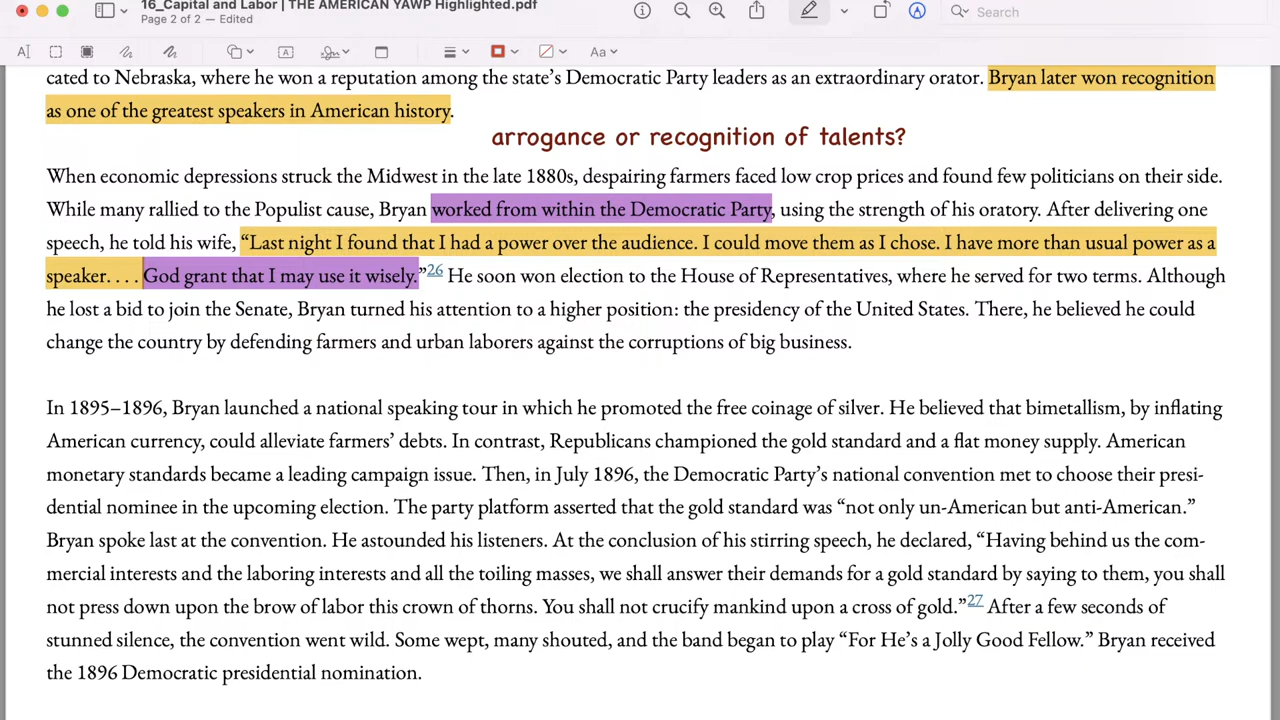 16_Capital and Labor | THE AMERICAN YAWP Highlighted.pdf
Page 2 of 2 — Edited
Search
Aa
cated to Nebraska, where he won a reputation among the state’s Democratic Party leaders as an extraordinary orator. Bryan later won recognition
as one of the greatest speakers in American history.
arrogance or recognition of talents?
When economic depressions struck the Midwest in the late 1880s, despairing farmers faced low crop prices and found few politicians on their side.
While many rallied to the Populist cause, Bryan worked from within the Democratic Party, using the strength of his oratory. After delivering one
speech, he told his wife, “Last night I found that I had a power over the audience. I could move them as I chose. I have more than usual power as a
speaker. . . . God grant that I may use it wisely.”26 He soon won election to the House of Representatives, where he served for two terms. Although
he lost a bid to join the Senate, Bryan turned his attention to a higher position: the presidency of the United States. There, he believed he could
change the country by defending farmers and urban laborers against the corruptions of big business.
In 1895–1896, Bryan launched a national speaking tour in which he promoted the free coinage of silver. He believed that bimetallism, by inflating
American currency, could alleviate farmers’ debts. In contrast, Republicans championed the gold standard and a flat money supply. American
monetary standards became a leading campaign issue. Then, in July 1896, the Democratic Party’s national convention met to choose their presi-
dential nominee in the upcoming election. The party platform asserted that the gold standard was “not only un-American but anti-American.”
Bryan spoke last at the convention. He astounded his listeners. At the conclusion of his stirring speech, he declared, “Having behind us the com-
mercial interests and the laboring interests and all the toiling masses, we shall answer their demands for a gold standard by saying to them, you shall
not press down upon the brow of labor this crown of thorns. You shall not crucify mankind upon a cross of gold.”27 After a few seconds of
stunned silence, the convention went wild. Some wept, many shouted, and the band began to play “For He’s a Jolly Good Fellow.” Bryan received
the 1896 Democratic presidential nomination.